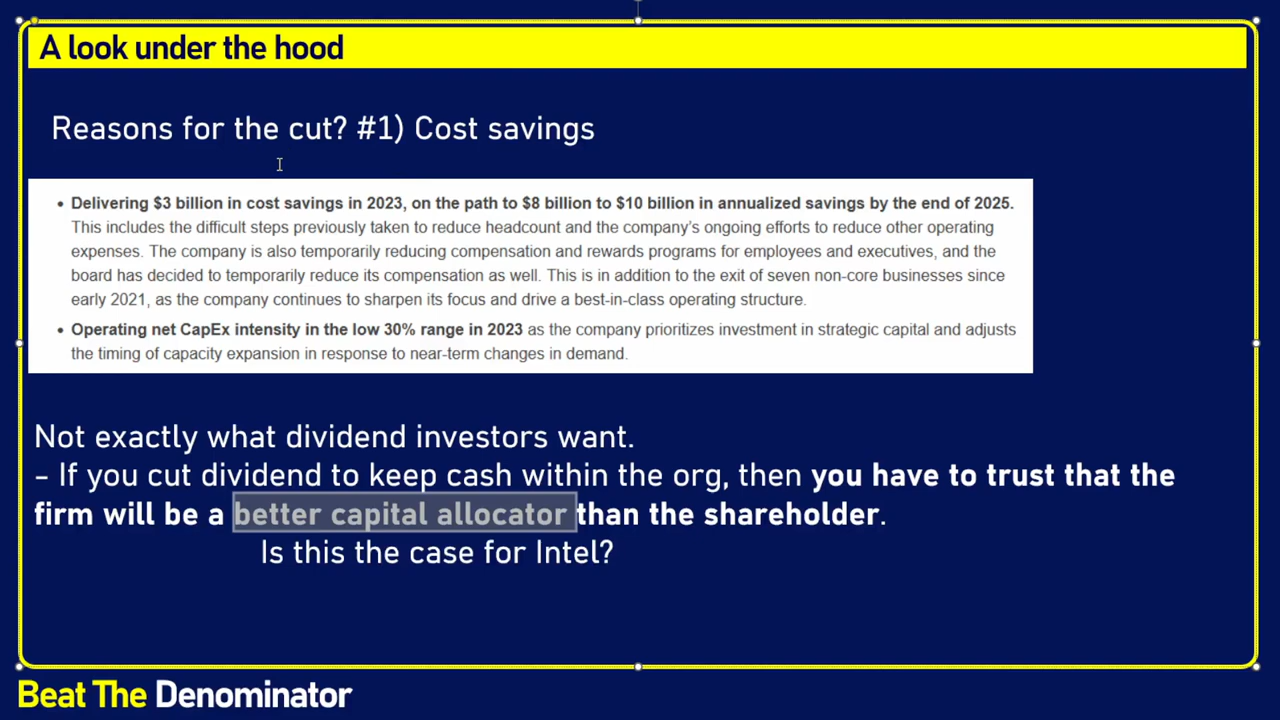 A look under the hood
Reasons for the cut? #1) Cost savings
• Delivering $3 billion in cost savings in 2023, on the path to $8 billion to $10 billion in annualized savings by the end of 2025.
This includes the difficult steps previously taken to reduce headcount and the company's ongoing efforts to reduce other operating
expenses. The company is also temporarily reducing compensation and rewards programs for employees and executives, and the
board has decided to temporarily reduce its compensation as well. This is in addition to the exit of seven non-core businesses since
early 2021, as the company continues to sharpen its focus and drive a best-in-class operating structure.
• Operating net CapEx intensity in the low 30% range in 2023 as the company prioritizes investment in strategic capital and adjusts
the timing of capacity expansion in response to near-term changes in demand.
Not exactly what dividend investors want.
- If you cut dividend to keep cash within the org, then you have to trust that the
firm will be a better capital allocator than the shareholder.
Is this the case for Intel?
Beat The Denominator